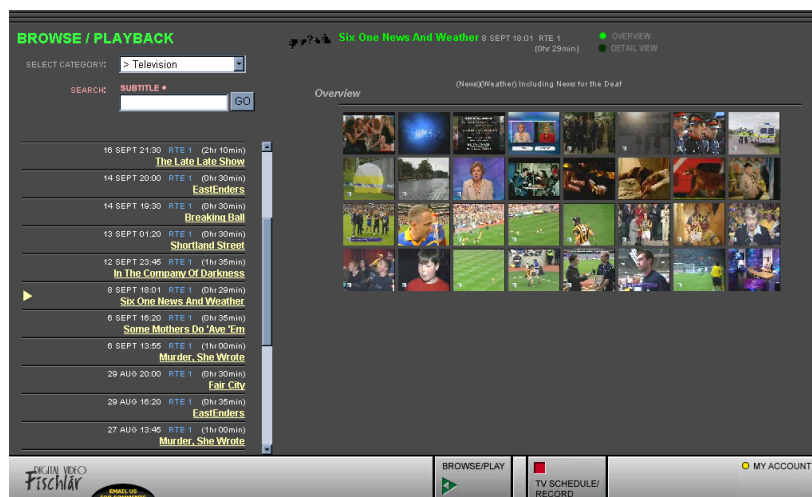 BROWSE / PLAYBACK
SELECT CATEGORY:
> Television
SEARCH:
SUBTITLE
GO
16 SEPT 21:30 RTE 1 (2hr 10min)
The Late Late Show
14 SEPT 20:00 RTE 1 (0hr 30min)
EastEnders
14 SEPT 19:30 RTE 1 (0hr 30min)
Breaking Ball
13 SEPT 01:20 RTE 1 (0hr 30min)
Shortland Street
12 SEPT 23:45 RTE 1 (1hr 35min)
In The Company Of Darkness
8 SEPT 18:01 RTE 1 (0hr 29min)
Six One News And Weather
6 SEPT 16:20 RTE 1 (0hr 35min)
Some Mothers Do 'Ave 'Em
6 SEPT 13:55 RTE 1 (1hr 00min)
Murder, She Wrote
29 AUG 20:00 RTE 1 (0hr 30min)
Fair City
29 AUG 16:20 RTE 1 (0hr 35min)
EastEnders
27 AUG 13:45 RTE 1 (1hr 00min)
Murder, She Wrote
Six One News And Weather 8 SEPT 18:01 RTE 1
(0hr 29min)
OVERVIEW
DETAIL VIEW
(News)(Weather) Including News for the Deaf
Overview
DIGITAL VIDEO
Físchlár
EMAIL US
FOR COMMENTS
BROWSE/PLAY
TV SCHEDULE/
RECORD
MY ACCOUNT